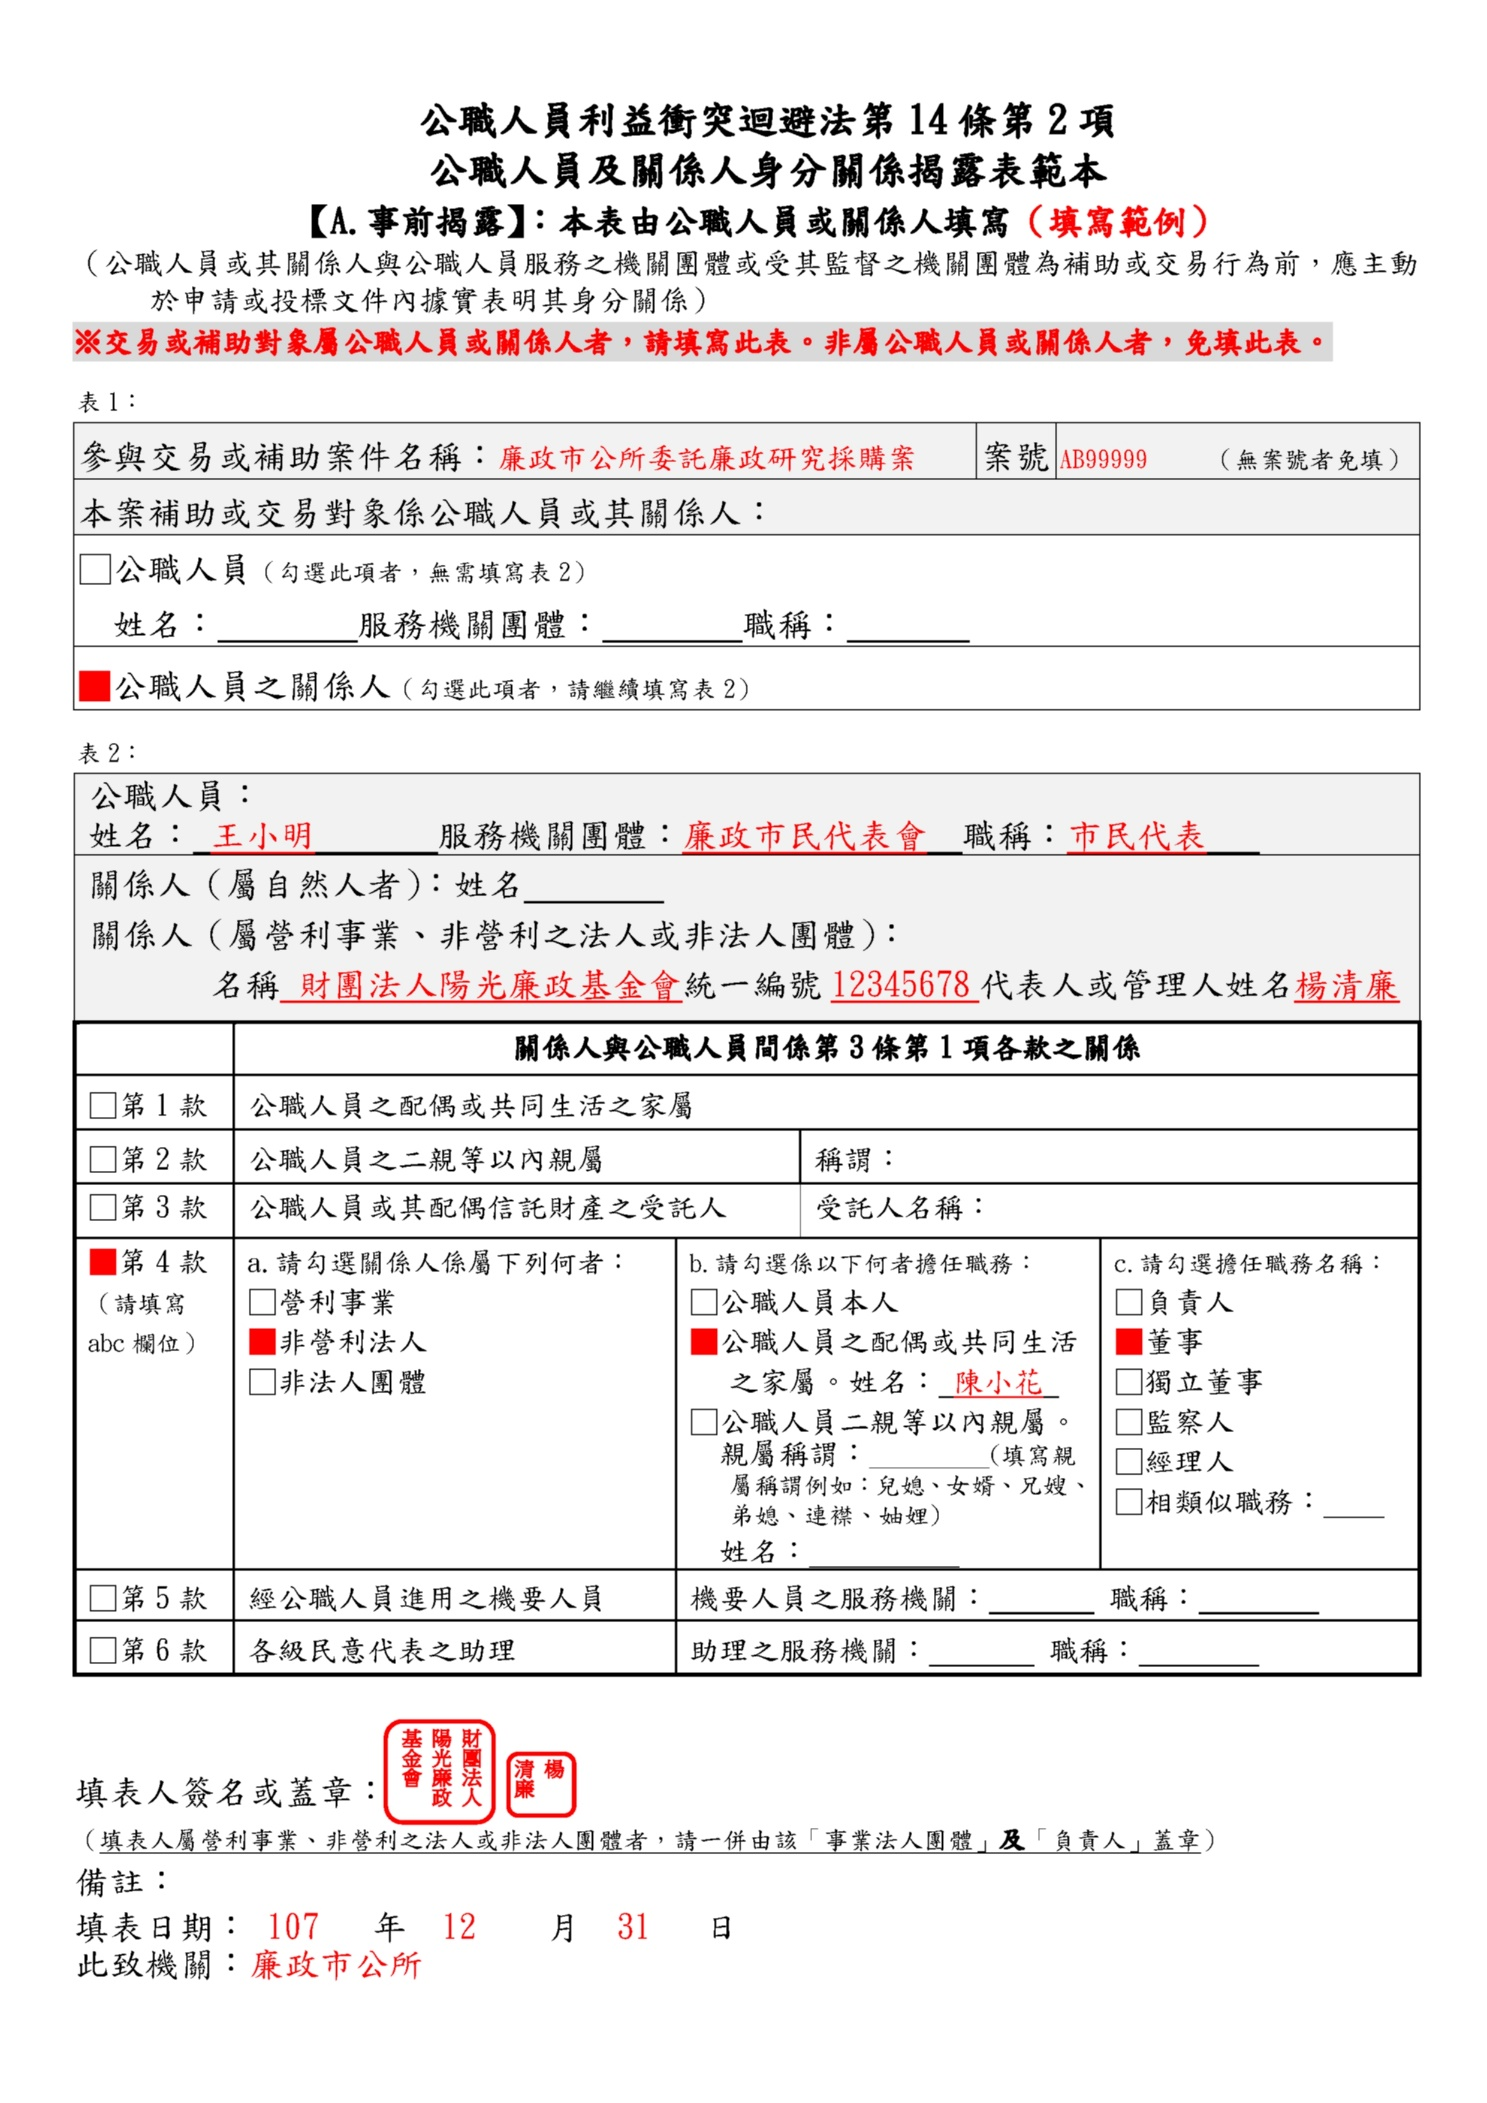 公職人員利益衝突迴避法第 14 條第 2 項
公職人員及關係人身分關係揭露表範本
【A.事前揭露】：本表由公職人員或關係人填寫（填寫範例）
（公職人員或其關係人與公職人員服務之機關團體或受其監督之機關團體為補助或交易行為前，應主動
於申請或投標文件內據實表明其身分關係）
※交易或補助對象屬公職人員或關係人者，請填寫此表。非屬公職人員或關係人者，免填此表。
表 1：
參與交易或補助案件名稱：廉政市公所委託廉政研究採購案 案號 AB99999 （無案號者免填）
本案補助或交易對象係公職人員或其關係人：
□公職人員（勾選此項者，無需填寫表 2）
姓名：________服務機關團體：________職稱：_______
■公職人員之關係人（勾選此項者，請繼續填寫表 2）
表 2：
公職人員：
姓名： 王小明 服務機關團體：廉政市民代表會 職稱：市民代表
關係人（屬自然人者）：姓名________
關係人（屬營利事業、非營利之法人或非法人團體）：
名稱 財團法人陽光廉政基金會統一編號 12345678 代表人或管理人姓名楊清廉
關係人與公職人員間係第 3 條第 1 項各款之關係
□第 1 款 公職人員之配偶或共同生活之家屬
□第 2 款 公職人員之二親等以內親屬 稱謂：
□第 3 款 公職人員或其配偶信託財產之受託人 受託人名稱：
■第 4 款
（請填寫
abc 欄位）
a.請勾選關係人係屬下列何者：
□營利事業
■非營利法人
□非法人團體
b.請勾選係以下何者擔任職務：
□公職人員本人
■公職人員之配偶或共同生活
之家屬。姓名： 陳小花
□公職人員二親等以內親屬。
親屬稱謂：________(填寫親
屬稱謂例如：兒媳、女婿、兄嫂、
弟媳、連襟、妯娌)
姓名：__________
c.請勾選擔任職務名稱：
□負責人
■董事
□獨立董事
□監察人
□經理人
□相類似職務：____
□第 5 款 經公職人員進用之機要人員 機要人員之服務機關：_______ 職稱：________
□第 6 款 各級民意代表之助理 助理之服務機關：_______ 職稱：________
填表人簽名或蓋章：
財團法人
陽光廉政
基金會
楊
清廉
（填表人屬營利事業、非營利之法人或非法人團體者，請一併由該「事業法人團體」及「負責人」蓋章）
備註：
填表日期： 107 年 12 月 31 日
此致機關：廉政市公所